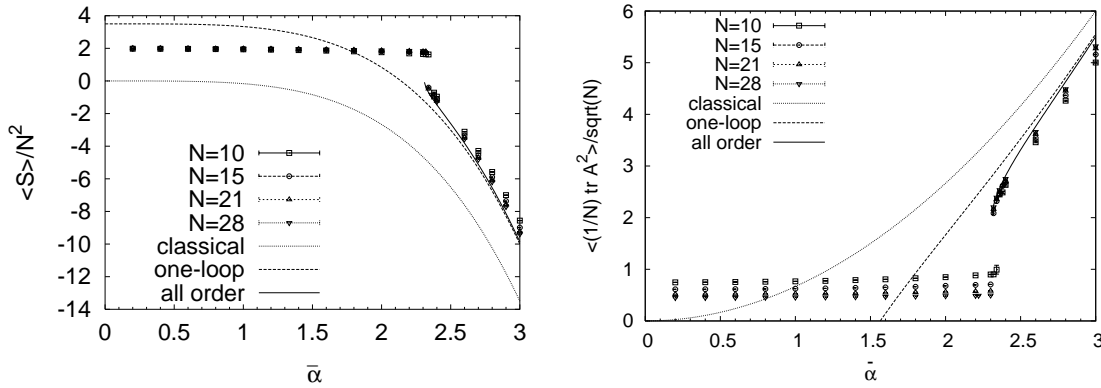 <S>/N²
4
2
0
-2
-4
-6
-8
-10
-12
-14
N=10
N=15
N=21
N=28
classical
one-loop
all order
0 0.5 1 1.5 2 2.5 3
α̅
<(1/N) tr A²>/sqrt(N)
6
5
4
3
2
1
0
N=10
N=15
N=21
N=28
classical
one-loop
all order
0 0.5 1 1.5 2 2.5 3
α̅